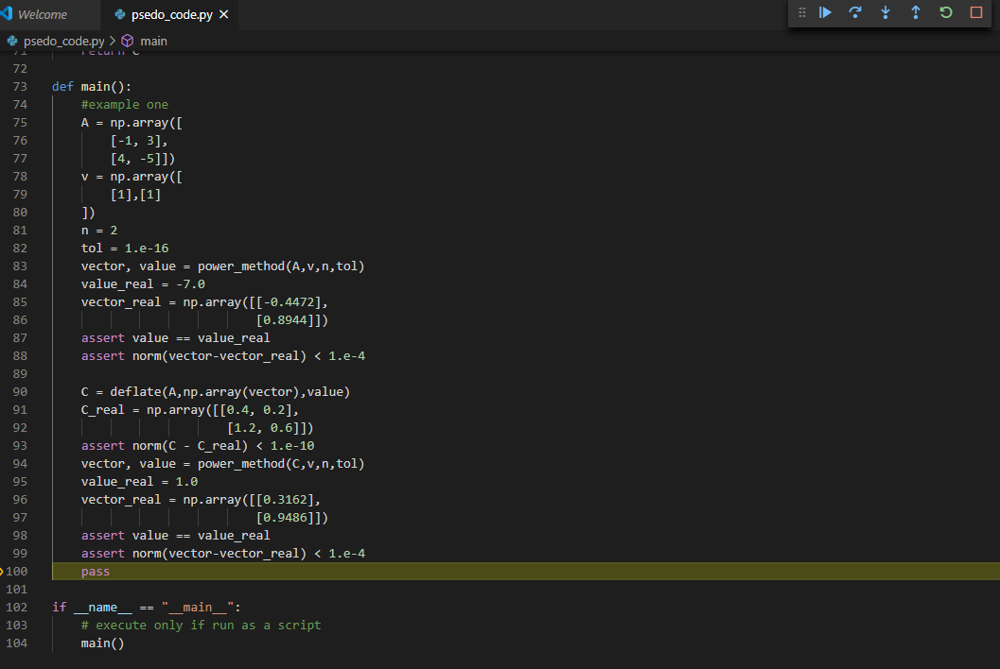 Welcome
psedo_code.py
psedo_code.py > main
71 return C
72
73 def main():
74 #example one
75 A = np.array([
76 [-1, 3],
77 [4, -5]])
78 v = np.array([
79 [1],[1]
80 ])
81 n = 2
82 tol = 1.e-16
83 vector, value = power_method(A,v,n,tol)
84 value_real = -7.0
85 vector_real = np.array([[-0.4472],
86 [0.8944]])
87 assert value == value_real
88 assert norm(vector-vector_real) < 1.e-4
89
90 C = deflate(A,np.array(vector),value)
91 C_real = np.array([[0.4, 0.2],
92 [1.2, 0.6]])
93 assert norm(C - C_real) < 1.e-10
94 vector, value = power_method(C,v,n,tol)
95 value_real = 1.0
96 vector_real = np.array([[0.3162],
97 [0.9486]])
98 assert value == value_real
99 assert norm(vector-vector_real) < 1.e-4
100 pass
101
102 if __name__ == "__main__":
103 # execute only if run as a script
104 main()